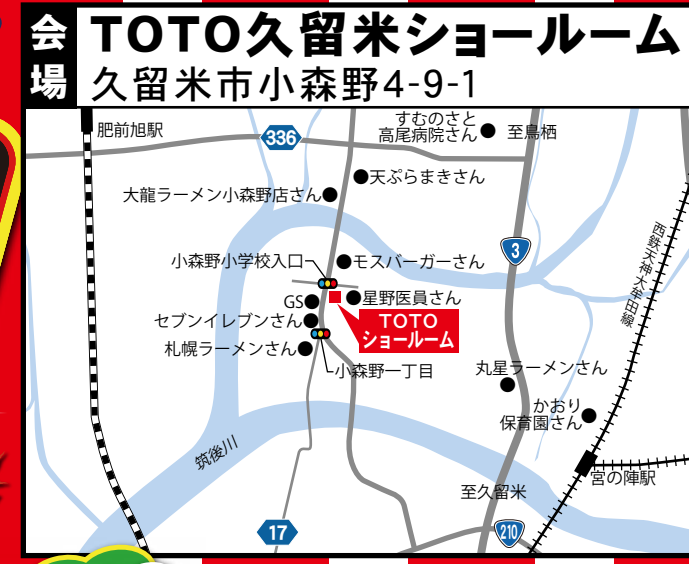 会場
TOTO久留米ショールーム
久留米市小森野4-9-1
肥前旭駅
336
すむのさと
高尾病院さん
至鳥栖
天ぷらまきさん
大龍ラーメン小森野店さん
西鉄天神大牟田線
3
小森野小学校入口
モスバーガーさん
GS
星野医員さん
セブンイレブンさん
TOTO
ショールーム
札幌ラーメンさん
小森野一丁目
丸星ラーメンさん
かおり
保育園さん
筑後川
宮の陣駅
至久留米
17
210